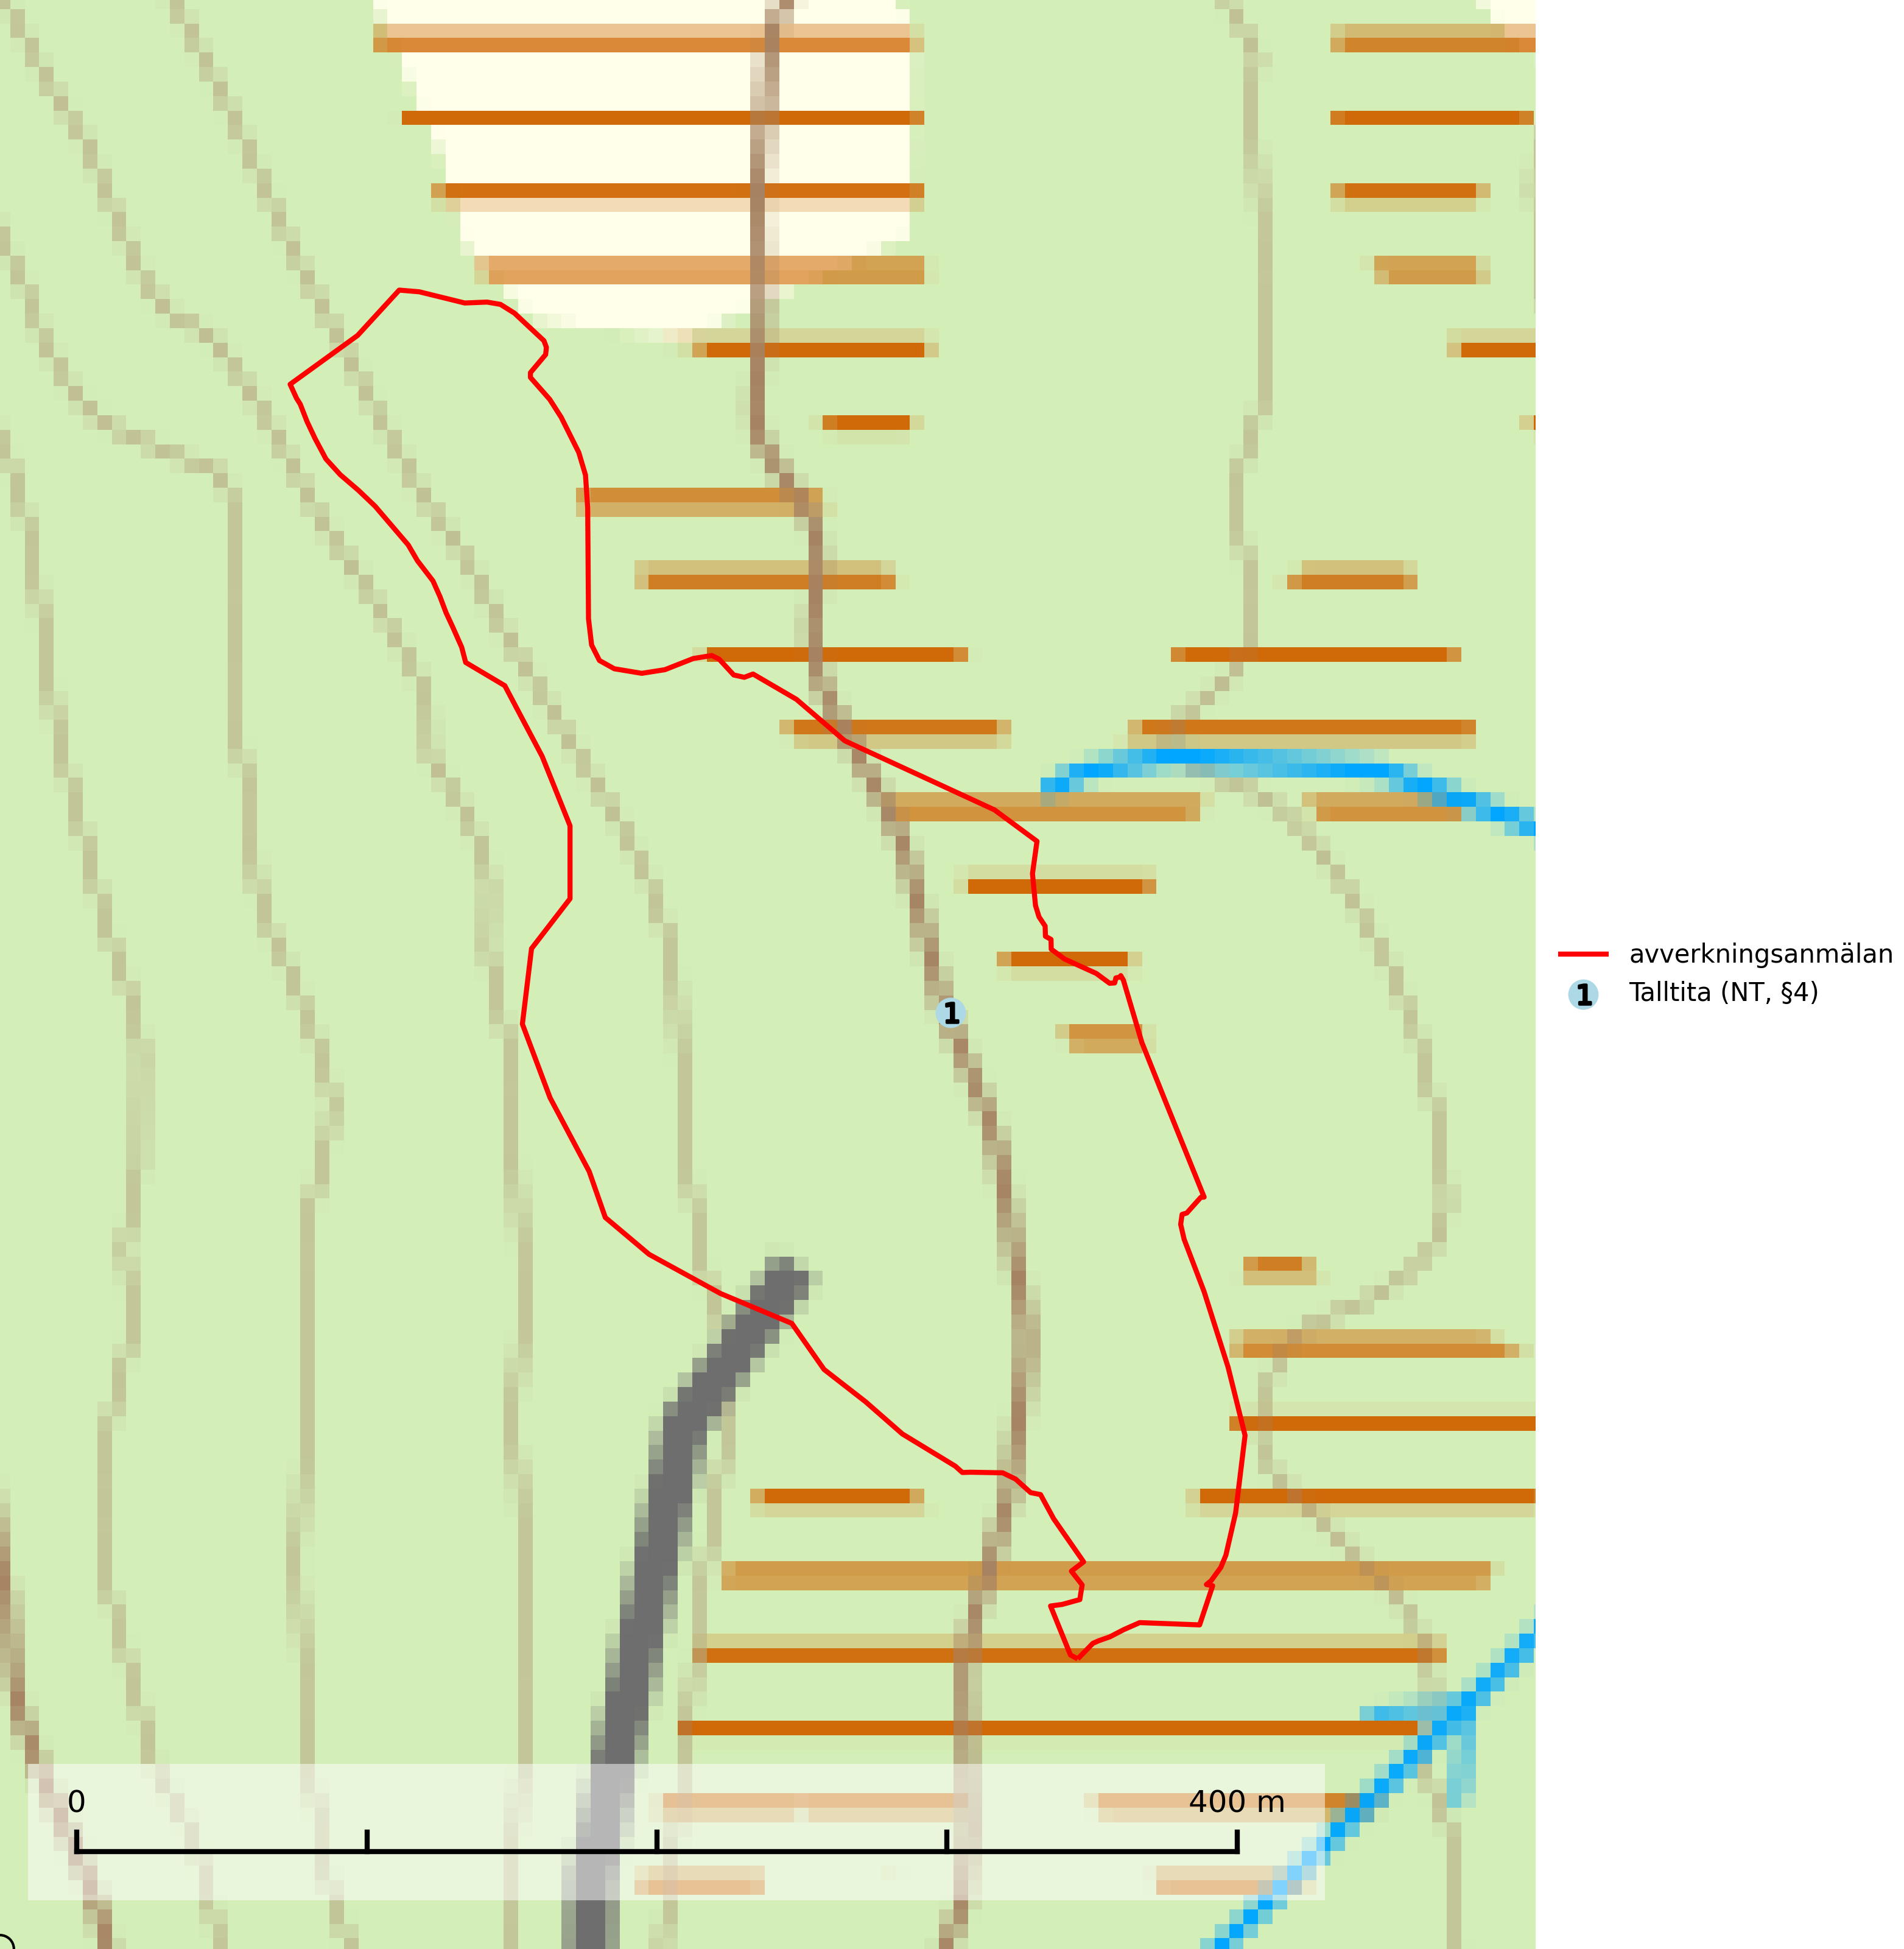 avverkningsanmälan
1 Talltita (NT, §4)
1
0 400 m